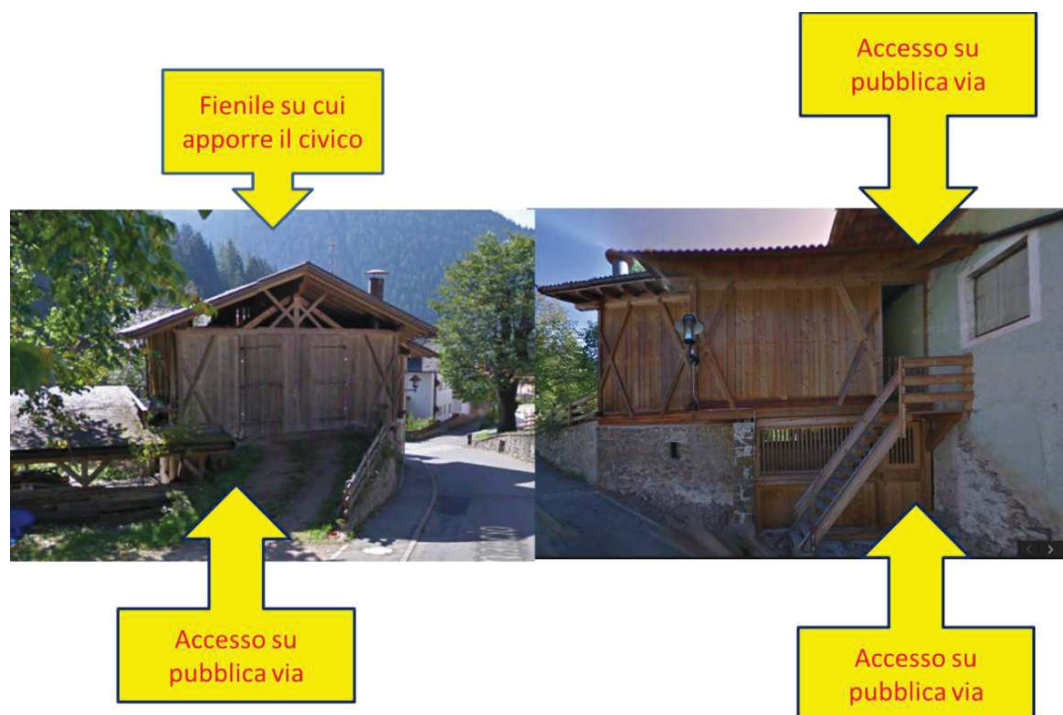 Fienile su cui
apporre il civico
Accesso su
pubblica via
Accesso su
pubblica via
Accesso su
pubblica via